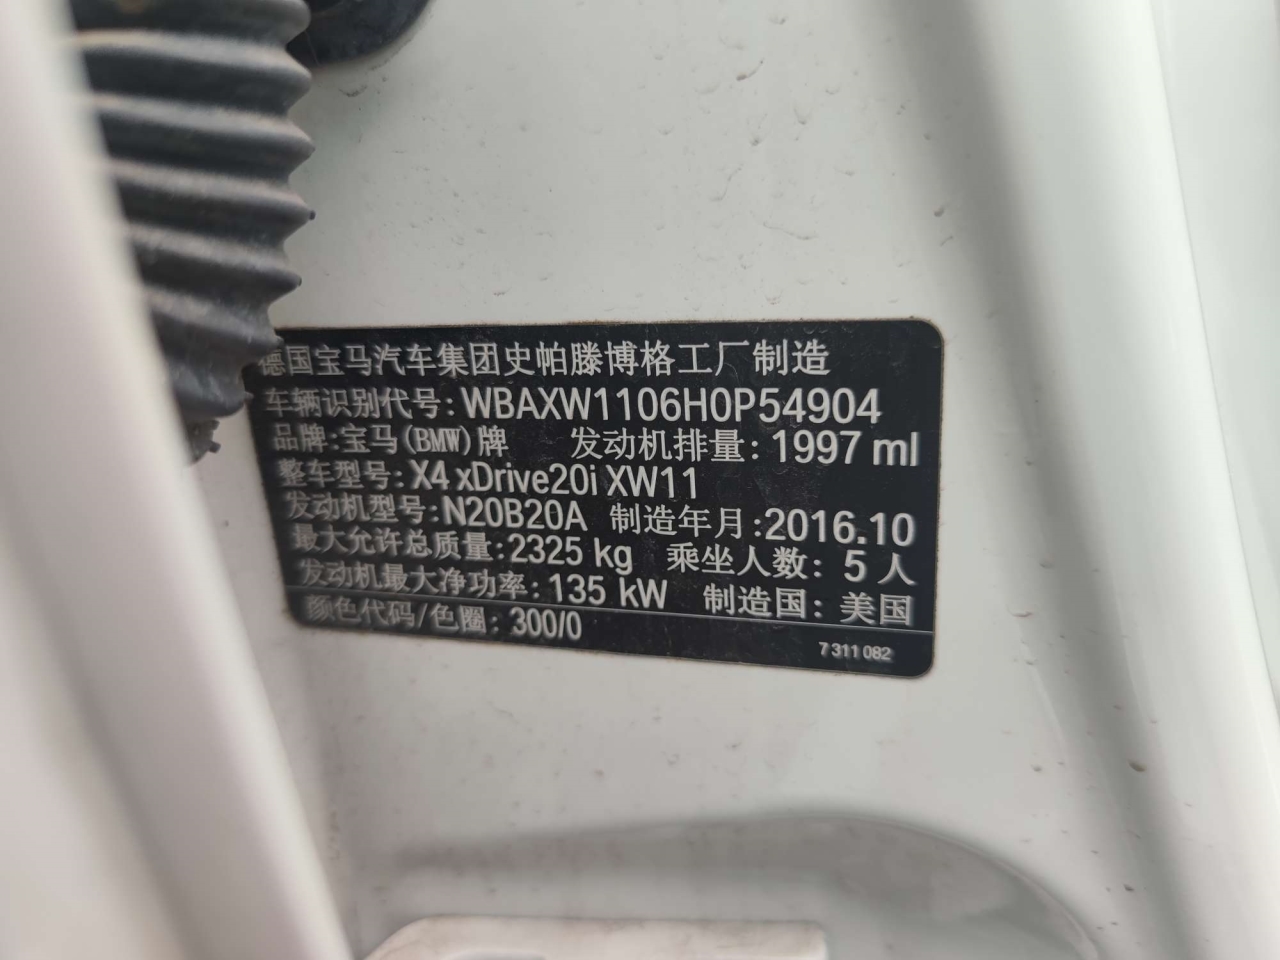 德国宝马汽车集团史帕滕博格工厂制造
车辆识别代号:WBAXW1106H0P54904
品牌:宝马(BMW)牌 发动机排量: 1997 ml
整车型号: X4 xDrive20i XW11
发动机型号:N20B20A 制造年月:2016.10
最大允许总质量:2325 kg 乘坐人数: 5 人
发动机最大净功率: 135 kW 制造国: 美国
颜色代码/色圈: 300/0
7 311 082